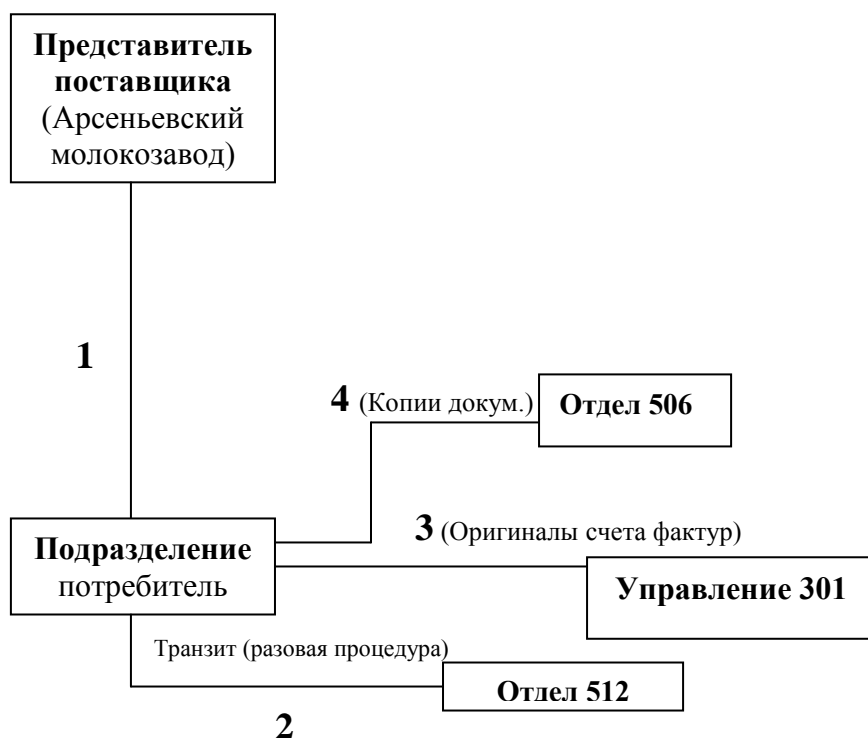 Представитель
поставщика
(Арсеньевский
молокозавод)
1
4 (Копии докум.)
Отдел 506
3 (Оригиналы счета фактур)
Подразделение
потребитель
Управление 301
Транзит (разовая процедура)
Отдел 512
2